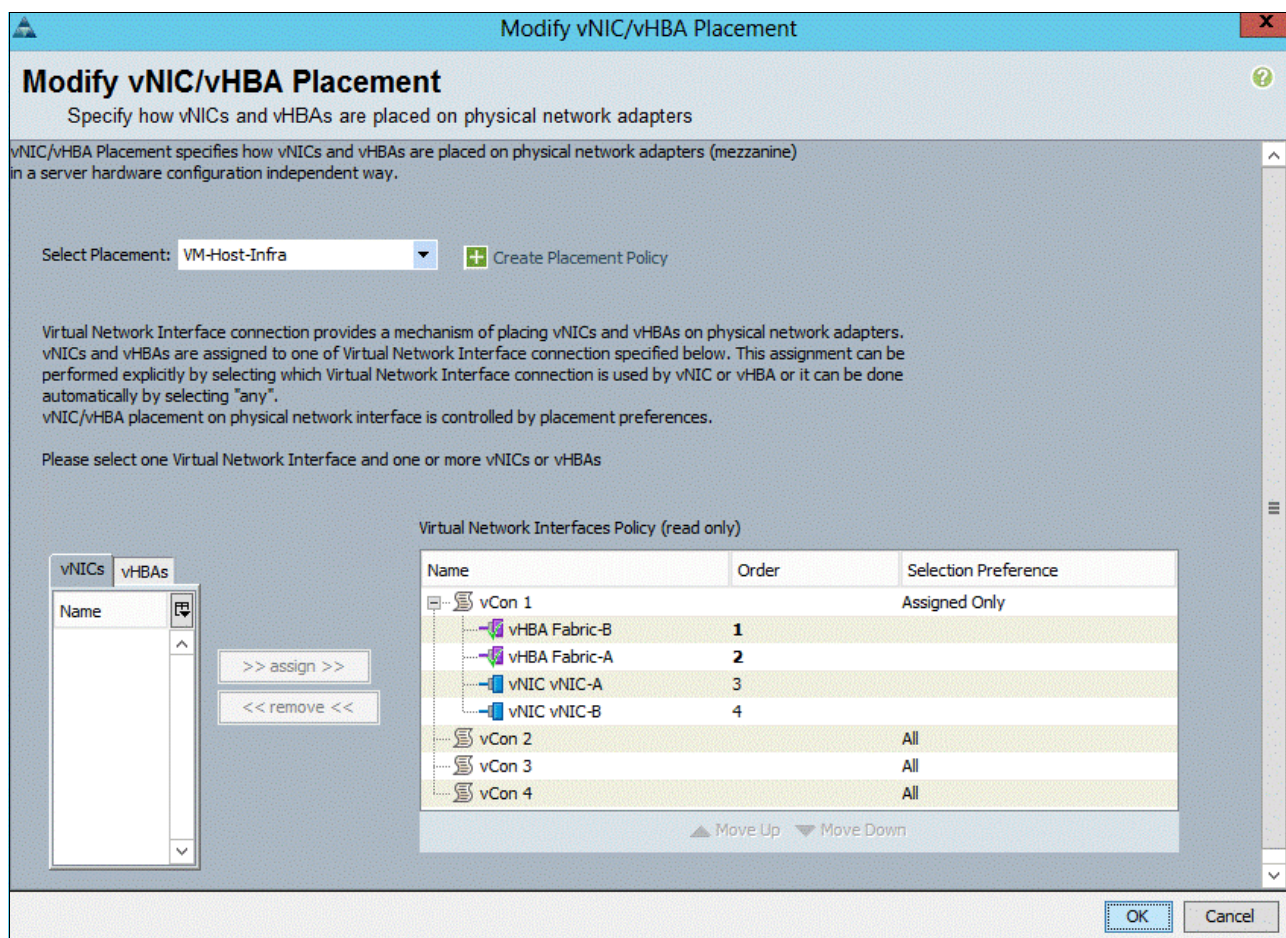 Modify vNIC/vHBA Placement
X
Modify vNIC/vHBA Placement
?
Specify how vNICs and vHBAs are placed on physical network adapters
vNIC/vHBA Placement specifies how vNICs and vHBAs are placed on physical network adapters (mezzanine)
in a server hardware configuration independent way.
Select Placement: VM-Host-Infra
Create Placement Policy
Virtual Network Interface connection provides a mechanism of placing vNICs and vHBAs on physical network adapters.
vNICs and vHBAs are assigned to one of Virtual Network Interface connection specified below. This assignment can be
performed explicitly by selecting which Virtual Network Interface connection is used by vNIC or vHBA or it can be done
automatically by selecting "any".
vNIC/vHBA placement on physical network interface is controlled by placement preferences.
Please select one Virtual Network Interface and one or more vNICs or vHBAs
vNICs vHBAs
Name
>> assign >>
<< remove <<
Virtual Network Interfaces Policy (read only)
Name Order Selection Preference
vCon 1 Assigned Only
vHBA Fabric-B 1
vHBA Fabric-A 2
vNIC vNIC-A 3
vNIC vNIC-B 4
vCon 2 All
vCon 3 All
vCon 4 All
Move Up Move Down
OK Cancel